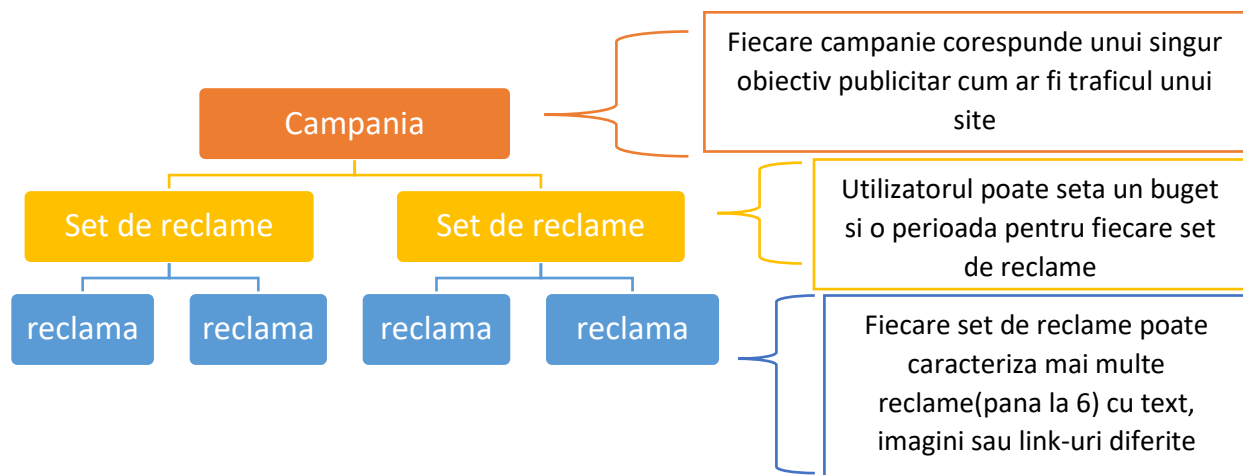 Fiecare campanie corespunde unui singur
obiectiv publicitar cum ar fi traficul unui
site
Campania
Utilizatorul poate seta un buget
si o perioada pentru fiecare set
de reclame
Set de reclame
Set de reclame
reclama
reclama
reclama
reclama
Fiecare set de reclame poate
caracteriza mai multe
reclame(pana la 6) cu text,
imagini sau link-uri diferite